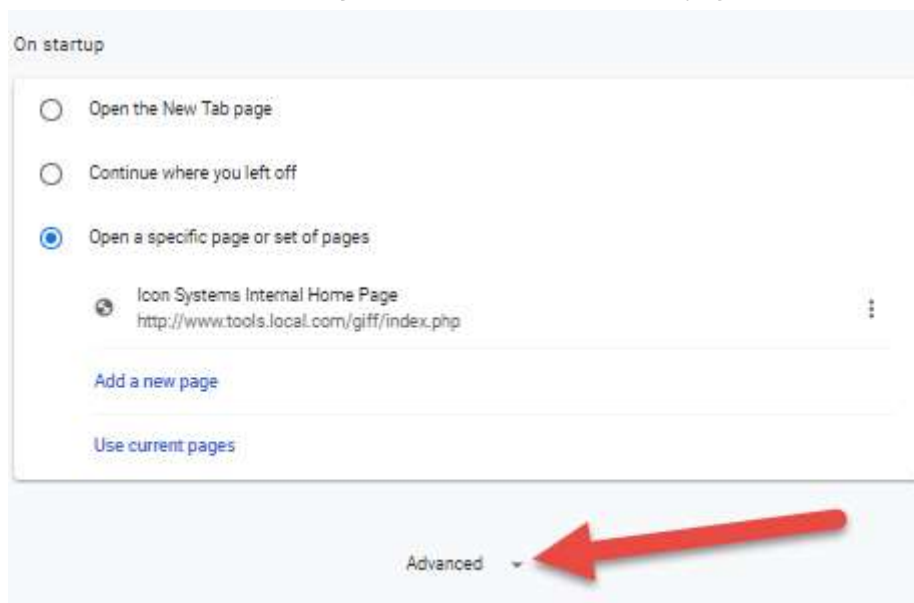 On startup
Open the New Tab page
Continue where you left off
Open a specific page or set of pages
Icon Systems Internal Home Page
http://www.tools.local.com/giff/index.php
Add a new page
Use current pages
Advanced